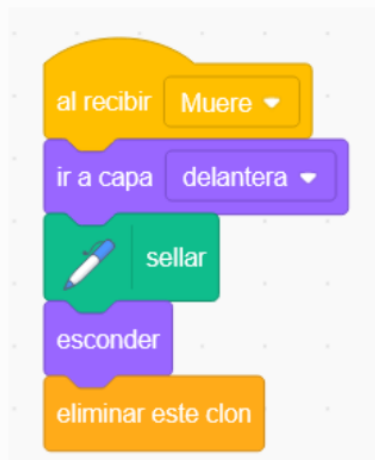 al recibir Muere
ir a capa delantera
sellar
esconder
eliminar este clon